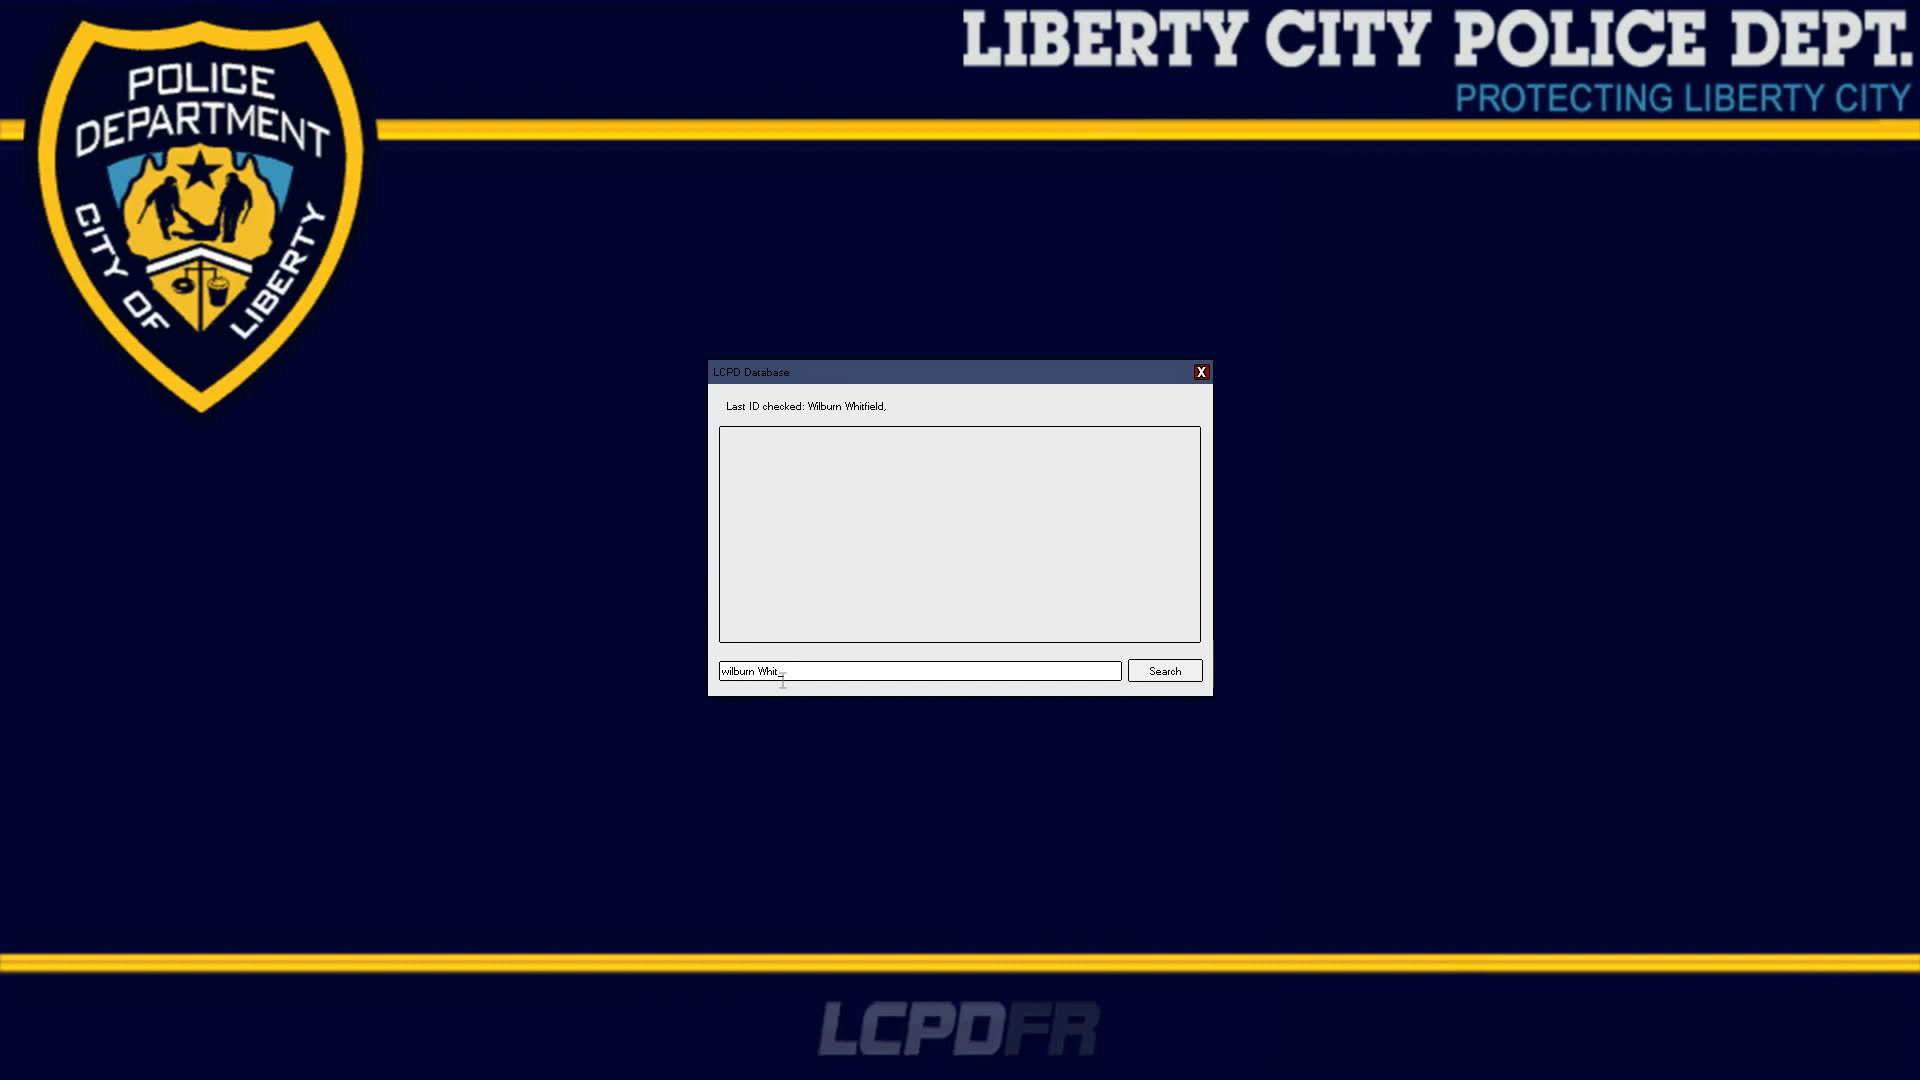 LIBERTY CITY POLICE DEPT.
PROTECTING LIBERTY CITY
POLICE
DEPARTMENT
CITY OF LIBERTY
LCPD Database
X
Last ID checked: Wilburn Whitfield,
wilburn Whit_
Search
LCPDFR